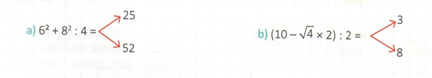 25
a) 6² + 8² : 4 =
52
3
b) (10 – √4 × 2) : 2 =
8